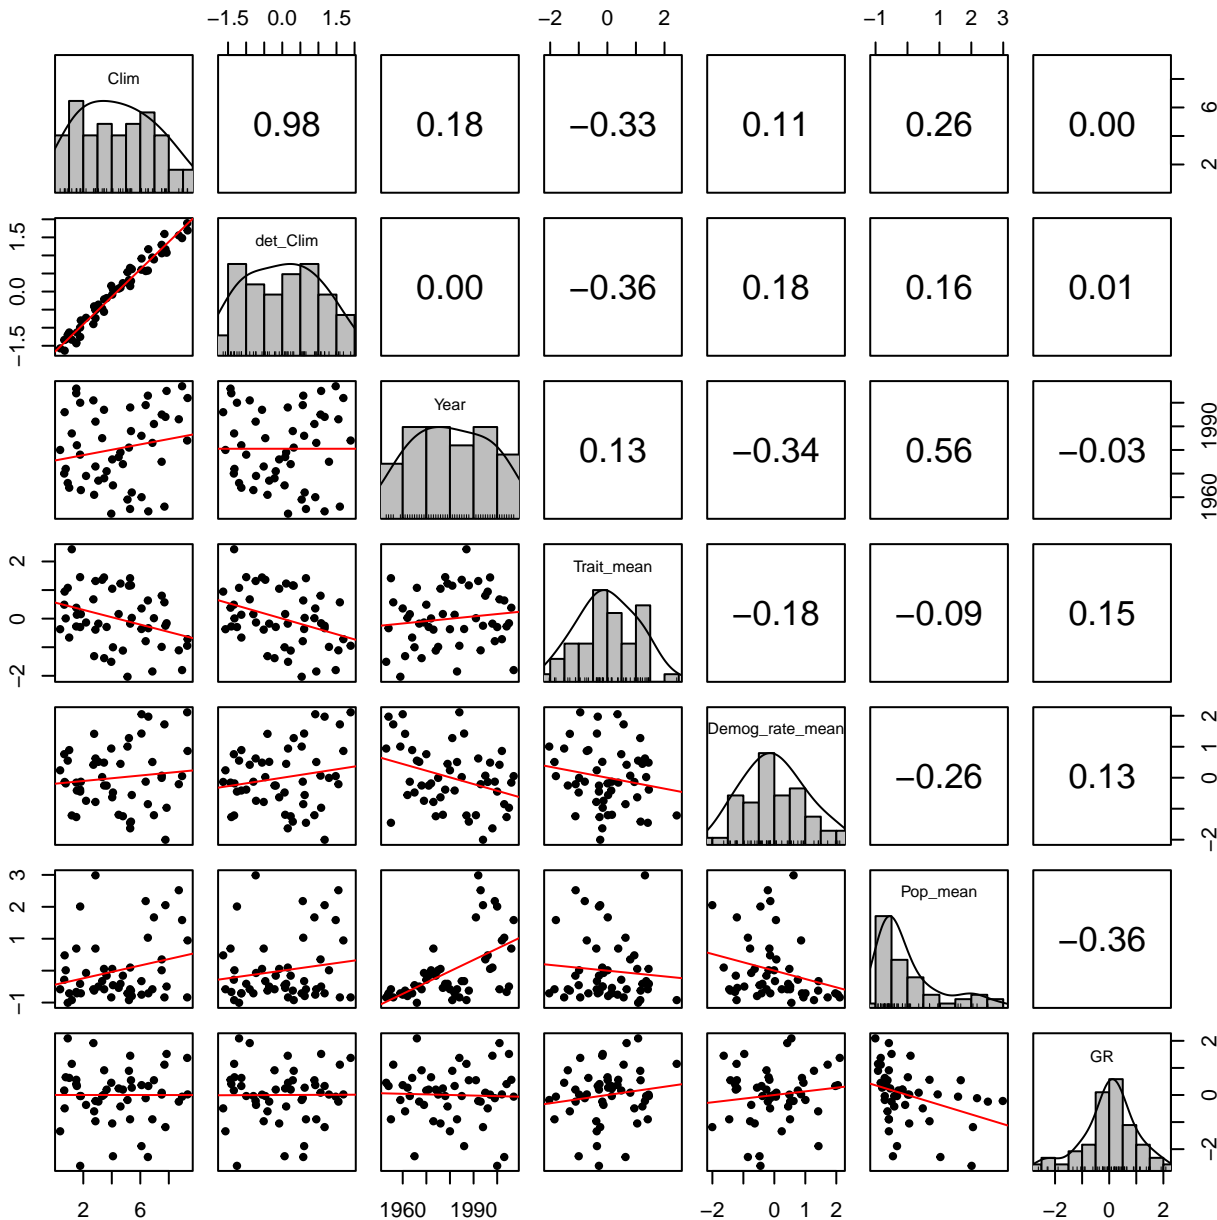 −1.5 0.0 1.5 −2 0 2 −1 1 2 3
Clim 0.98 0.18 −0.33 0.11 0.26 0.00 2 6
−1.5 0.0 1.5 det_Clim 0.00 −0.36 0.18 0.16 0.01
Year 0.13 −0.34 0.56 −0.03 1960 1990
−2 0 2 Trait_mean −0.18 −0.09 0.15
Demog_rate_mean −0.26 0.13 −2 0 1 2
−1 1 2 3 Pop_mean −0.36
GR −2 0 1 2
2 6 1960 1990 −2 0 1 2 −2 0 2